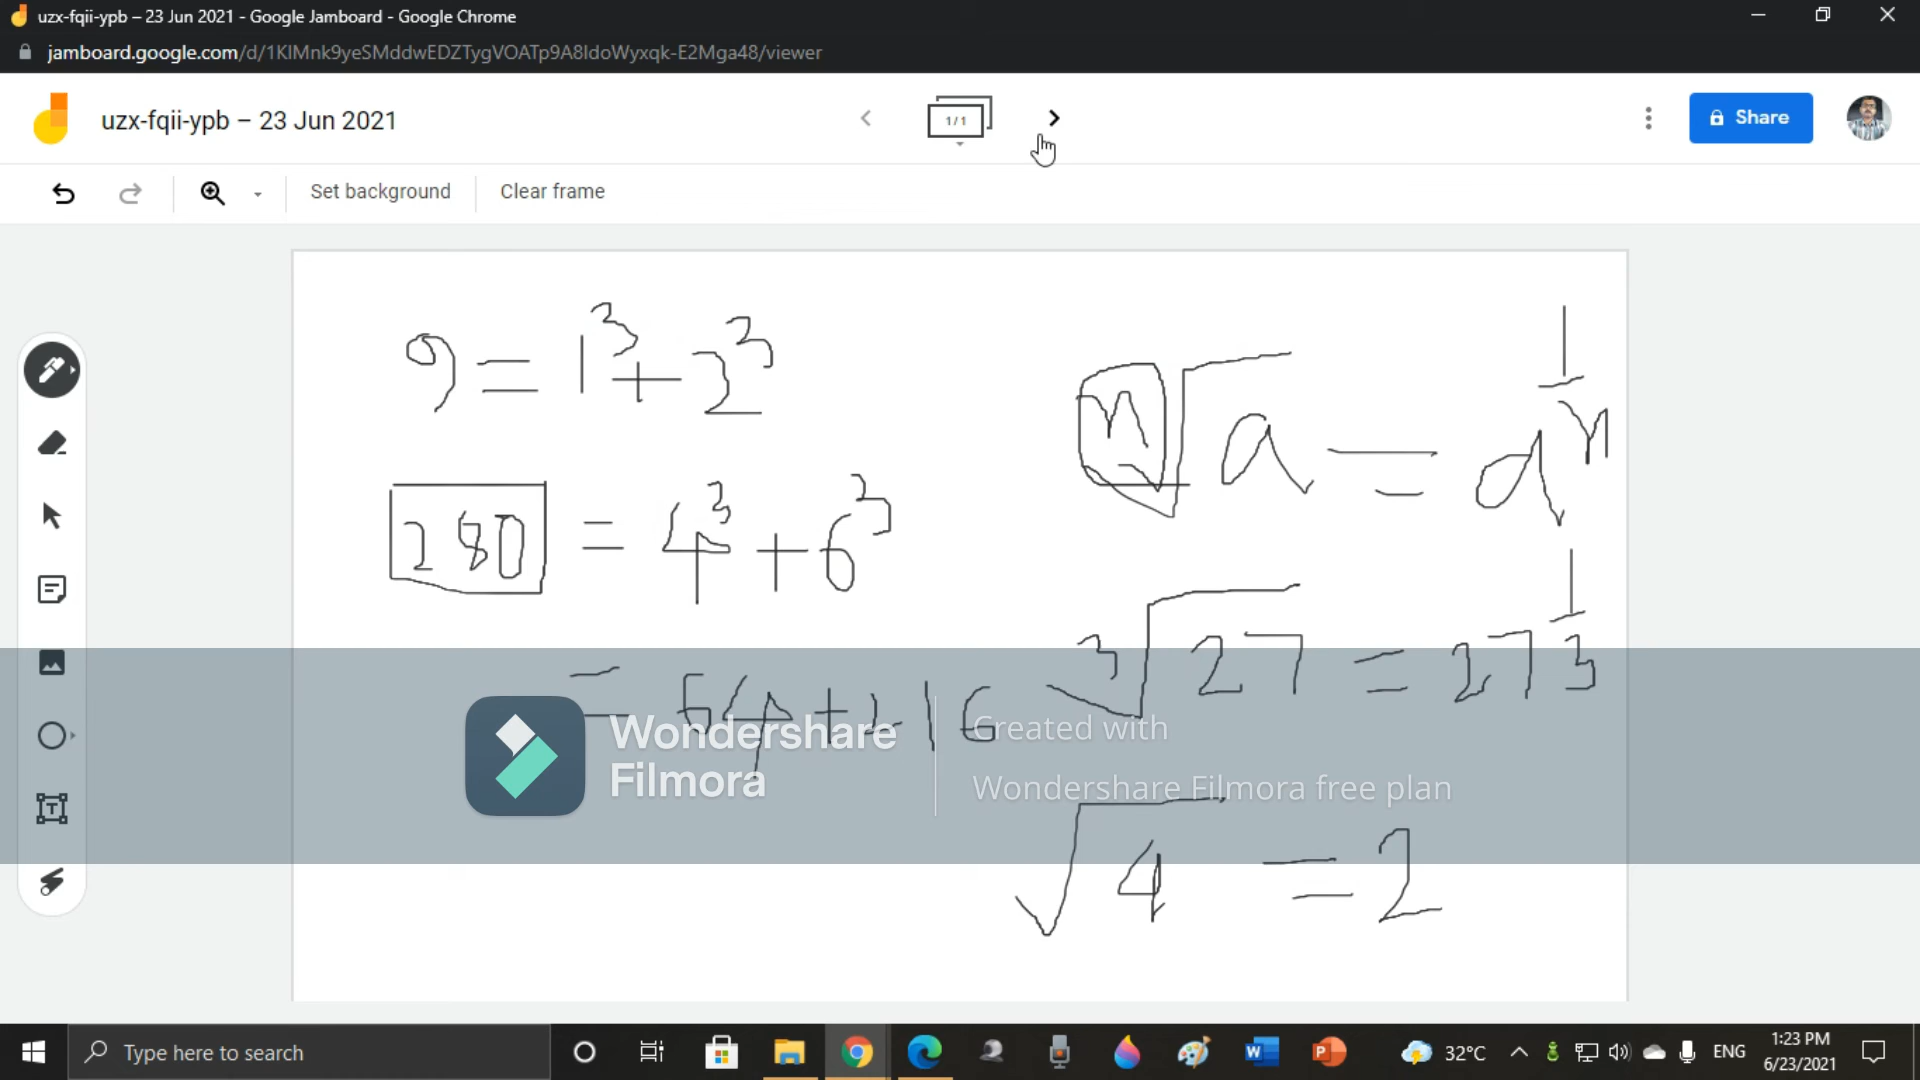 uzx-fqii-ypb – 23 Jun 2021 - Google Jamboard - Google Chrome
jamboard.google.com/d/1KlMnk9yeSMddwEDZTygVOATp9A8IdoWyxqk-E2Mga48/viewer
uzx-fqii-ypb – 23 Jun 2021
1/1
Share
Set background
Clear frame
9 = 1³ + 2³
ⁿ√a = a^(1/n)
280 = 4³ + 6³
³√27 = 27^(1/3)
= 64 + 216
Wondershare
Filmora
Created with
Wondershare Filmora free plan
√4 = 2
Type here to search
32°C
ENG
1:23 PM
6/23/2021